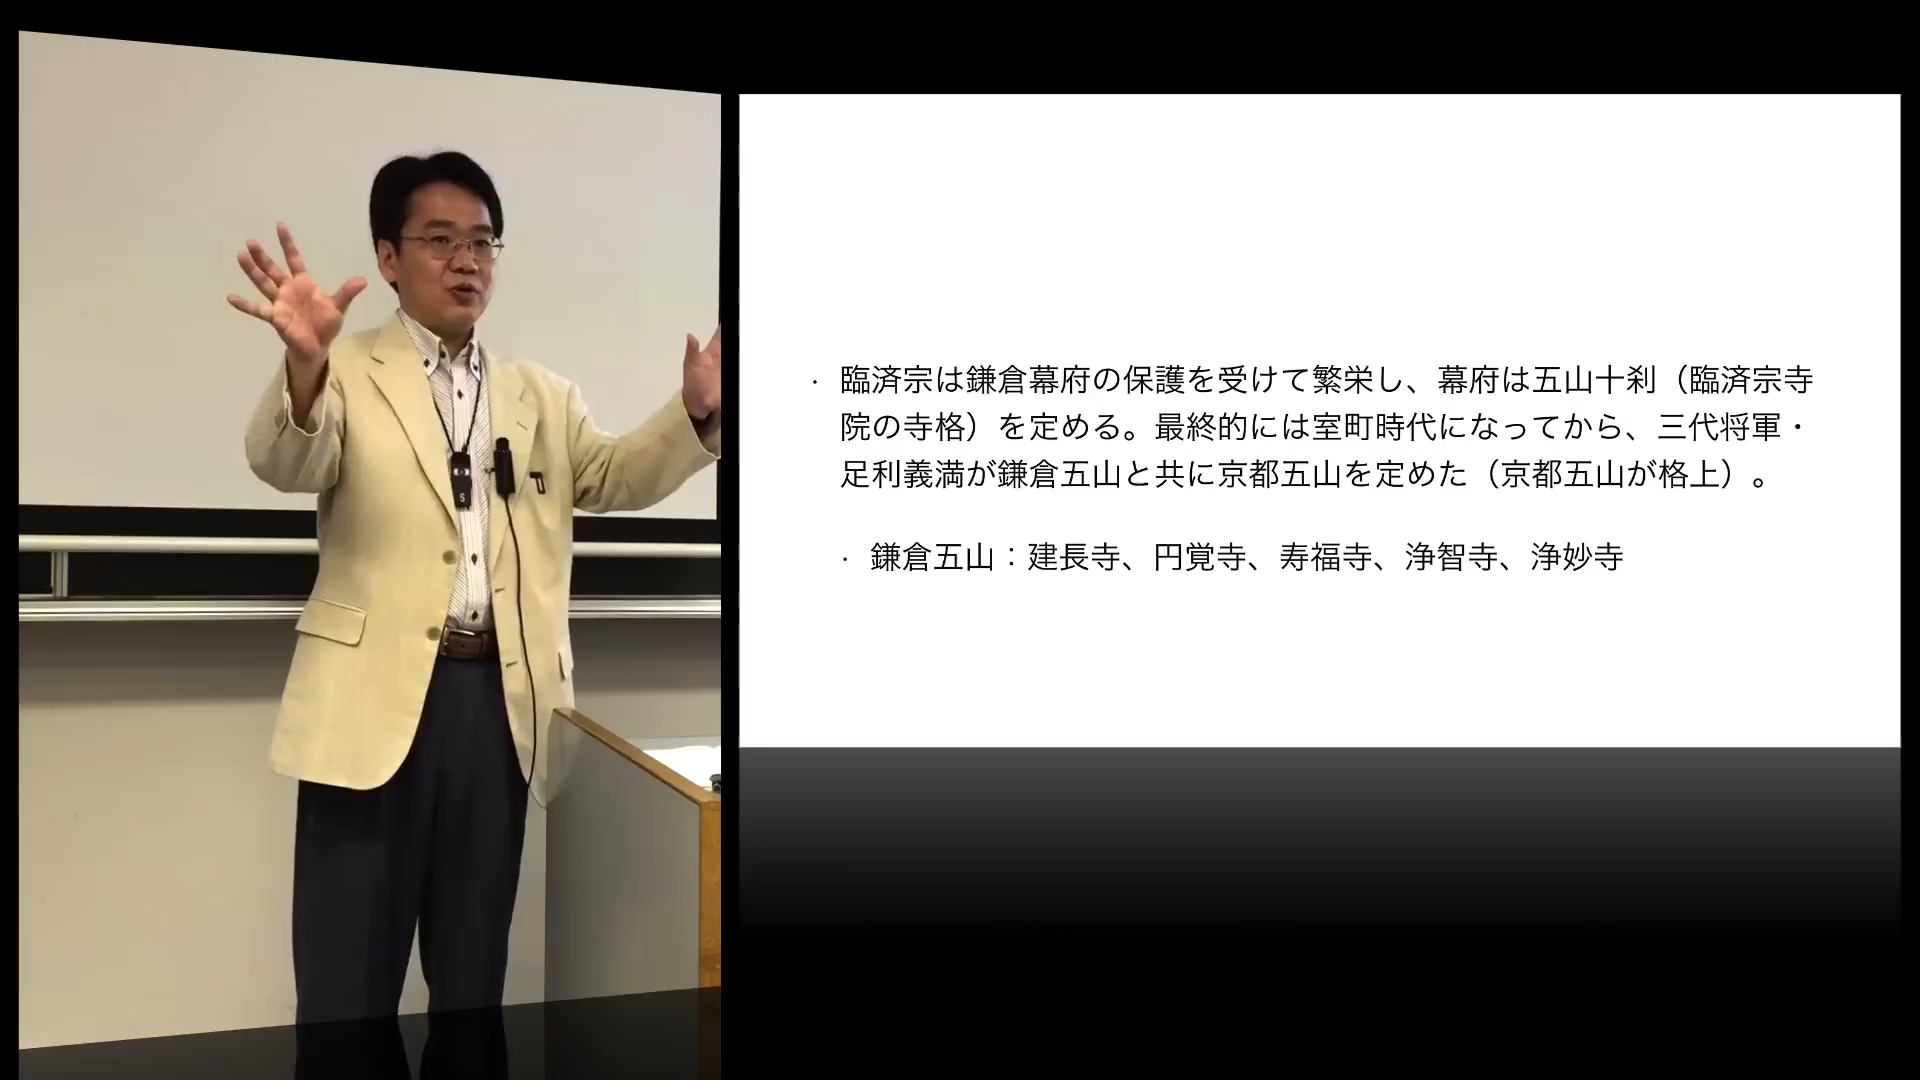 ・臨済宗は鎌倉幕府の保護を受けて繁栄し、幕府は五山十刹（臨済宗寺
院の寺格）を定める。最終的には室町時代になってから、三代将軍・
足利義満が鎌倉五山と共に京都五山を定めた（京都五山が格上）。
・鎌倉五山：建長寺、円覚寺、寿福寺、浄智寺、浄妙寺
S